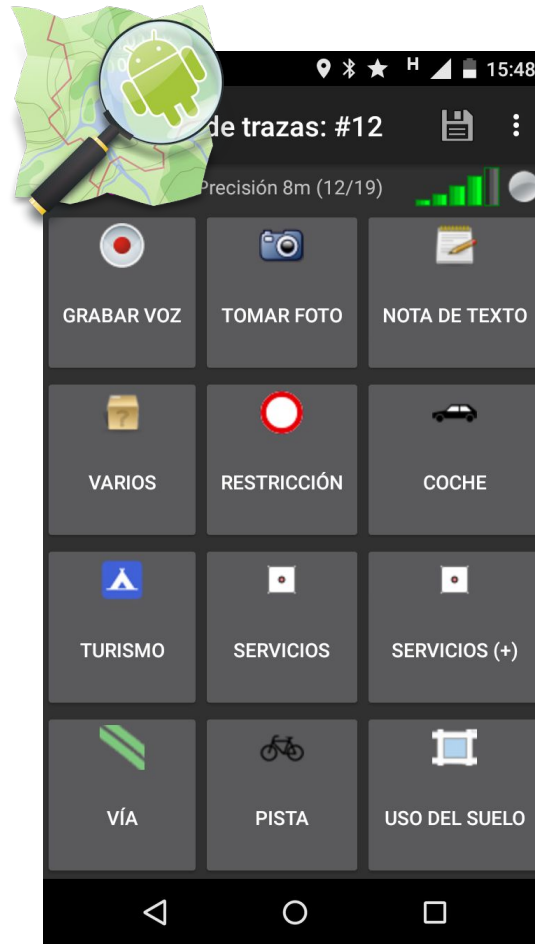 H 15:48
de trazas: #12
Precisión 8m (12/19)
GRABAR VOZ
TOMAR FOTO
NOTA DE TEXTO
?
VARIOS
RESTRICCIÓN
COCHE
TURISMO
SERVICIOS
SERVICIOS (+)
VÍA
PISTA
USO DEL SUELO